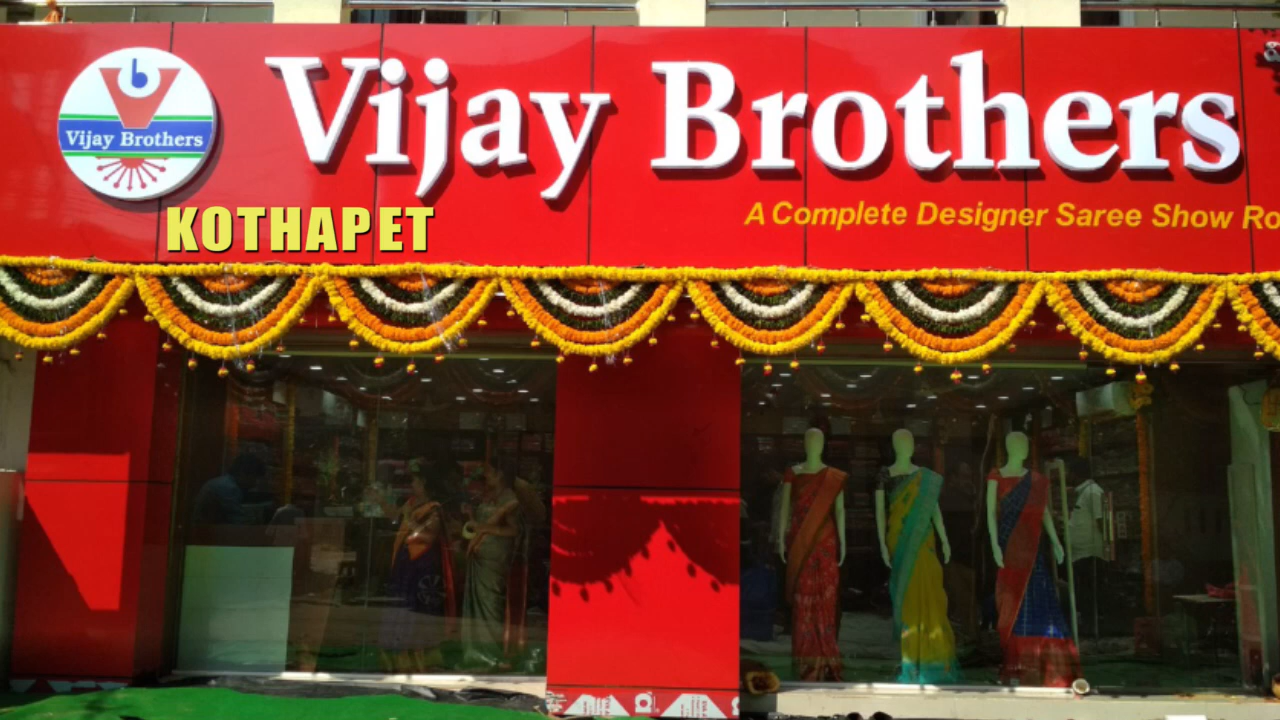 b
Vijay Brothers
Vijay Brothers
KOTHAPET
A Complete Designer Saree Show Ro